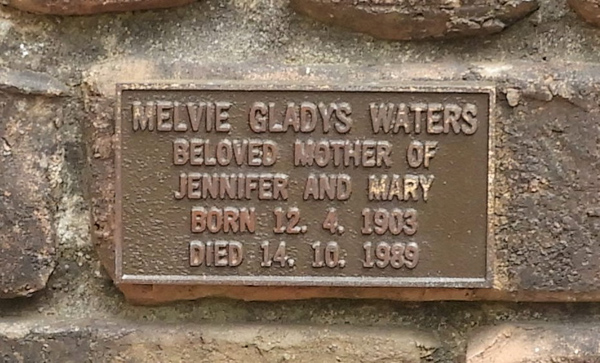 MELVIE GLADYS WATERS
BELOVED MOTHER OF
JENNIFER AND MARY
BORN 12. 4. 1903
DIED 14. 10. 1989